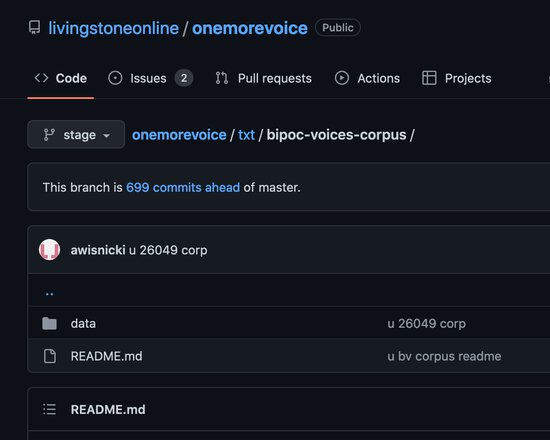 livingstoneonline / onemorevoice Public
Code Issues 2 Pull requests Actions Projects
stage onemorevoice / txt / bipoc-voices-corpus /
This branch is 699 commits ahead of master.
awisnicki u 26049 corp
..
data u 26049 corp
README.md u bv corpus readme
README.md